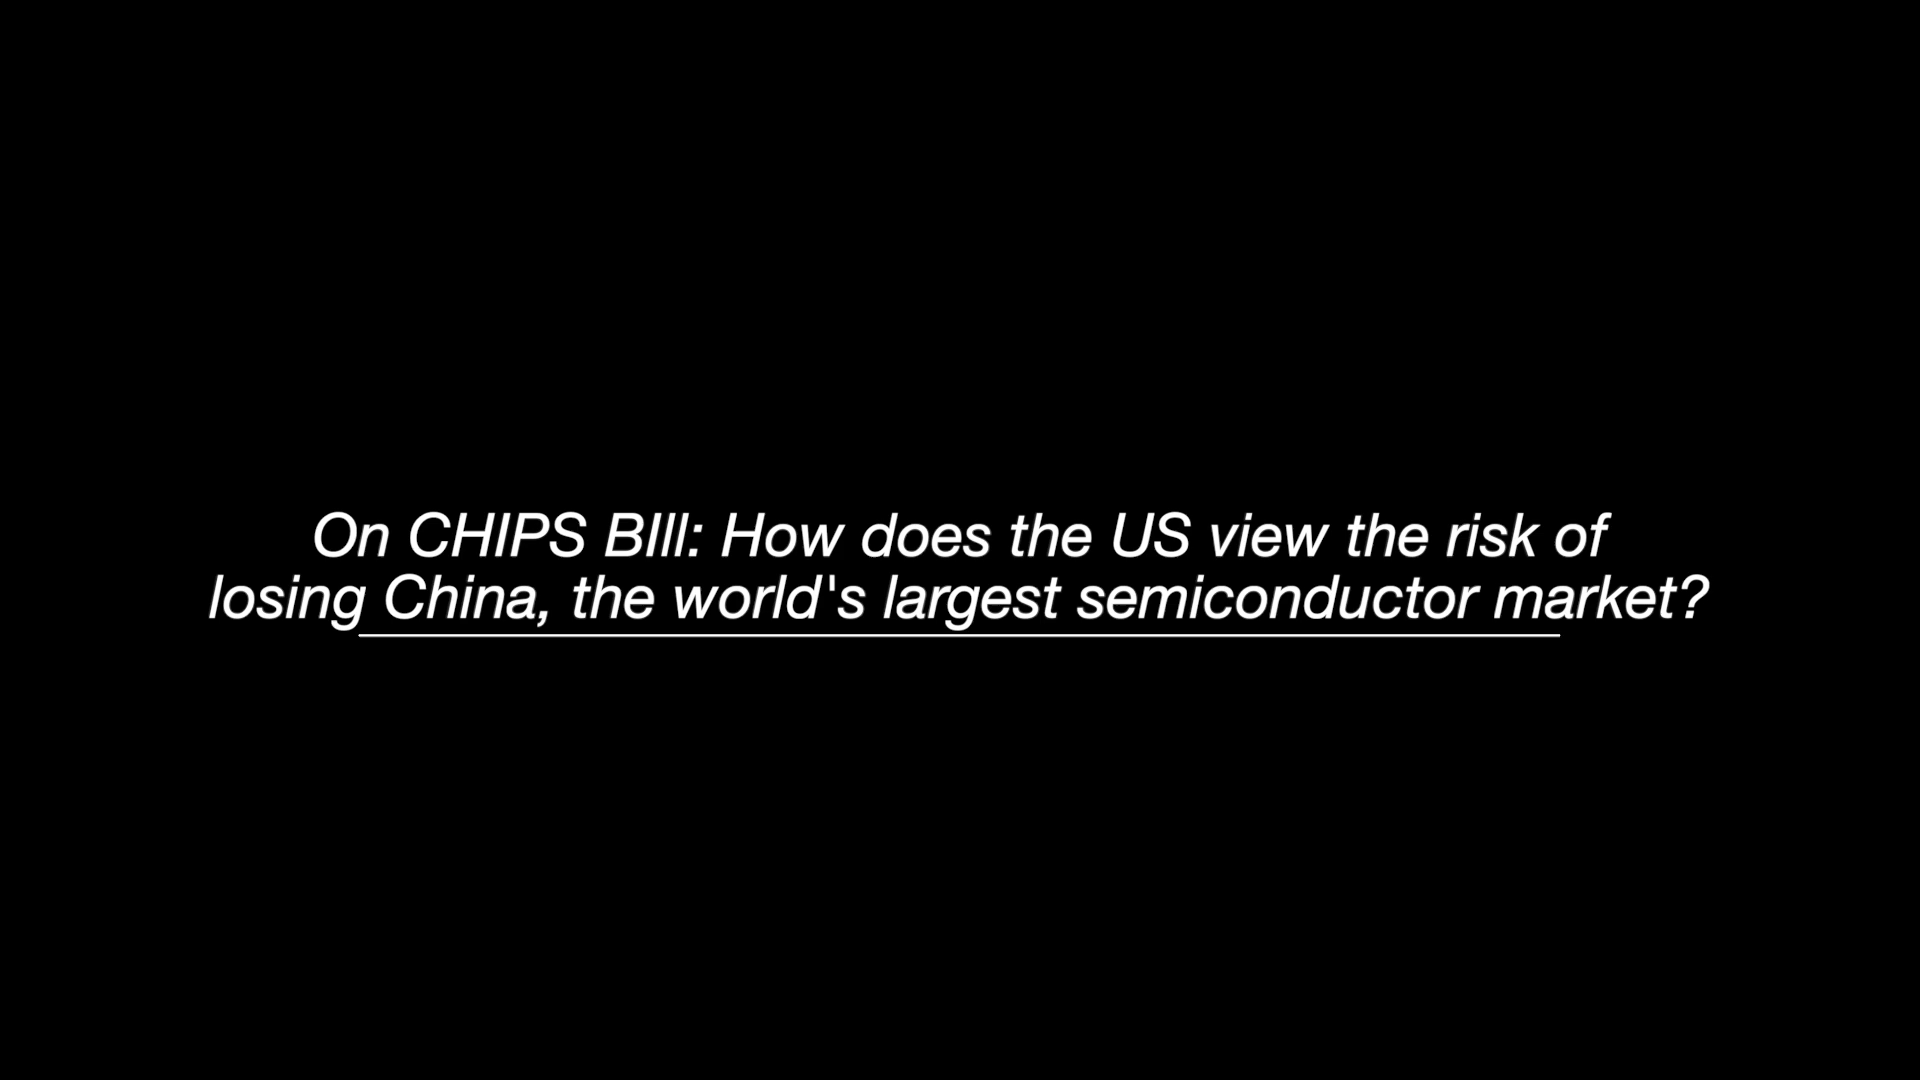 On CHIPS BIll: How does the US view the risk of
losing China, the world's largest semiconductor market?